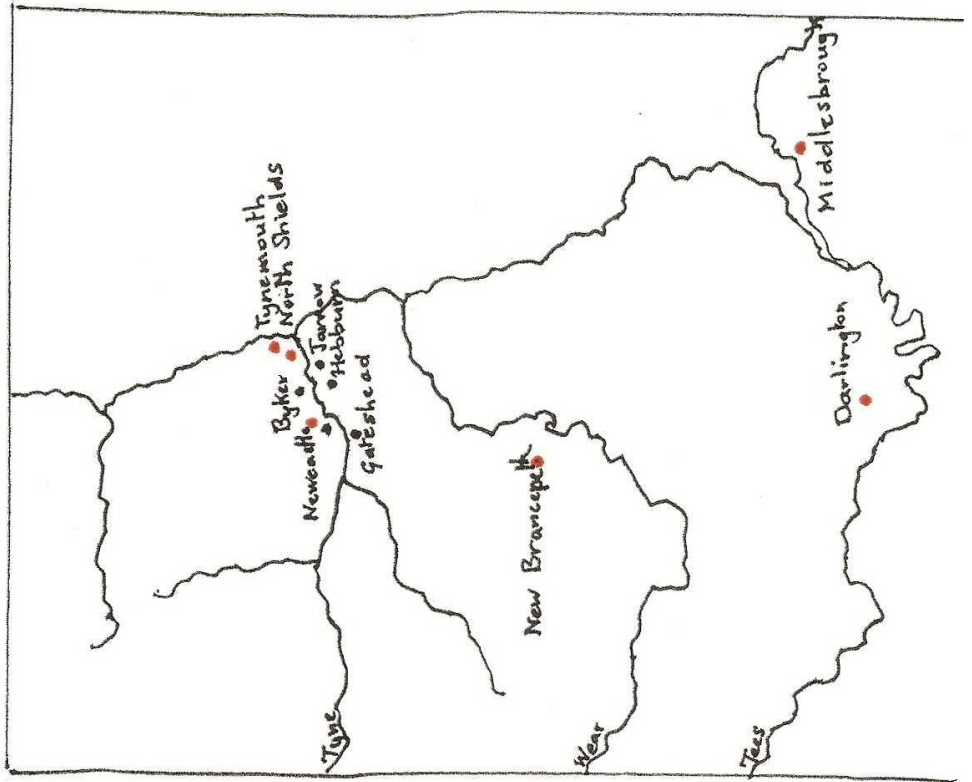 Tynemouth
North Shields
Byker
Newcastle
Jarrow
Hebburn
Gateshead
Tyne
New Brancepeth
Wear
Tees
Middlesbrough
Darlington